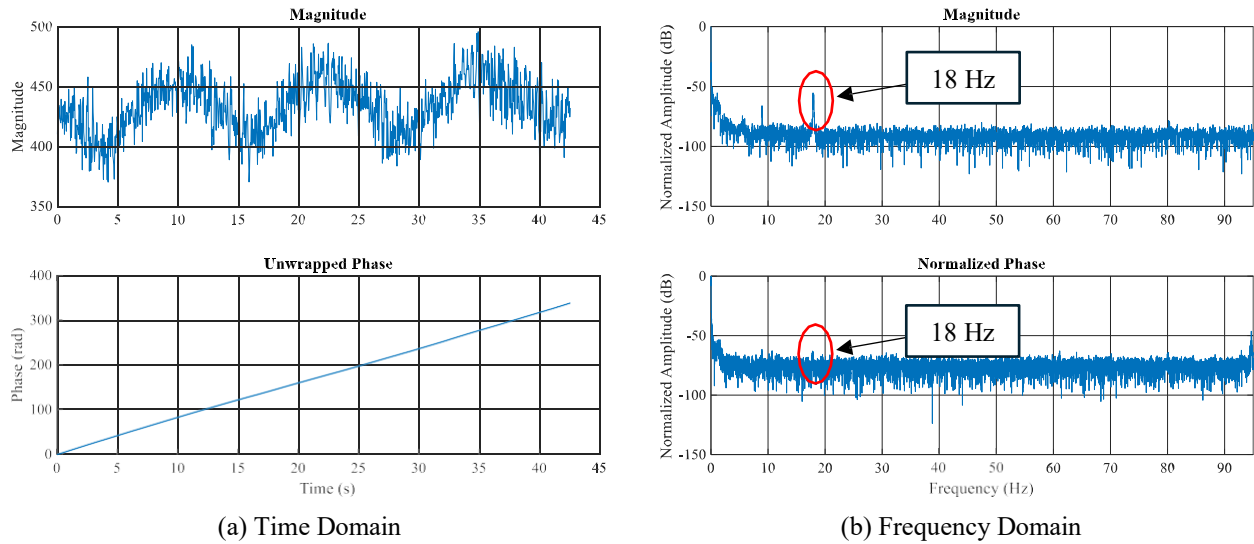 Magnitude
500
450
400
350
Magnitude
0 5 10 15 20 25 30 35 40 45
Unwrapped Phase
400
300
200
100
0
Phase (rad)
0 5 10 15 20 25 30 35 40 45
Time (s)
(a) Time Domain
Magnitude
0
-50
-100
-150
Normalized Amplitude (dB)
18 Hz
0 10 20 30 40 50 60 70 80 90
Normalized Phase
0
-50
-100
-150
Normalized Amplitude (dB)
18 Hz
0 10 20 30 40 50 60 70 80 90
Frequency (Hz)
(b) Frequency Domain